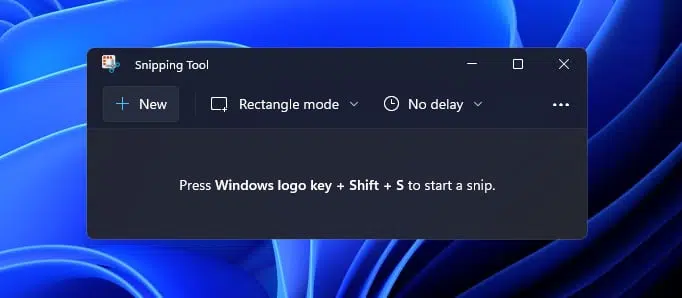 Snipping Tool
New Rectangle mode No delay
Press Windows logo key + Shift + S to start a snip.